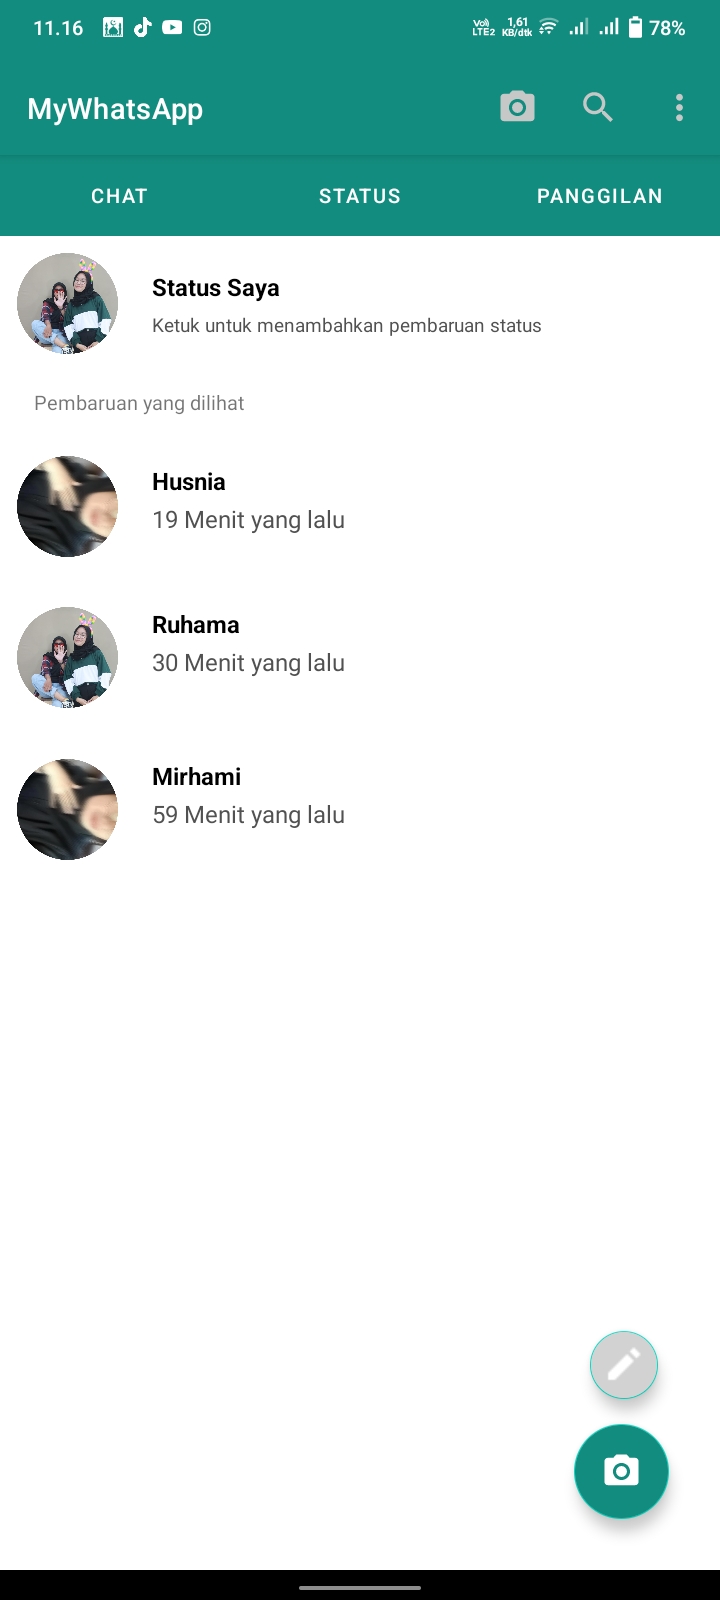 11.16
Vo))
LTE2
1,61
KB/dtk
78%
MyWhatsApp
CHAT STATUS PANGGILAN
Status Saya
Ketuk untuk menambahkan pembaruan status
Pembaruan yang dilihat
Husnia
19 Menit yang lalu
Ruhama
30 Menit yang lalu
Mirhami
59 Menit yang lalu